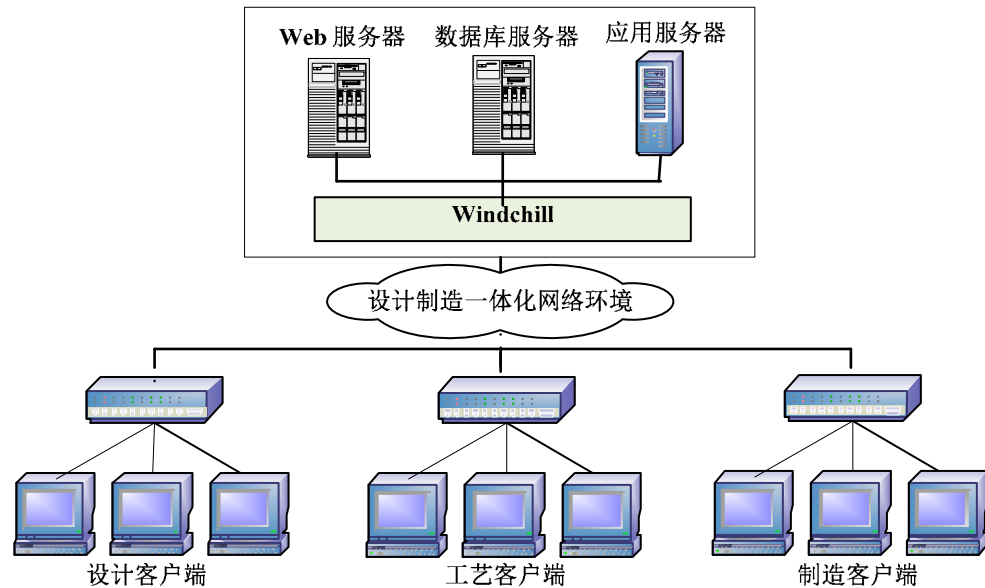 Web 服务器
数据库服务器
应用服务器
Windchill
设计制造一体化网络环境
设计客户端
工艺客户端
制造客户端